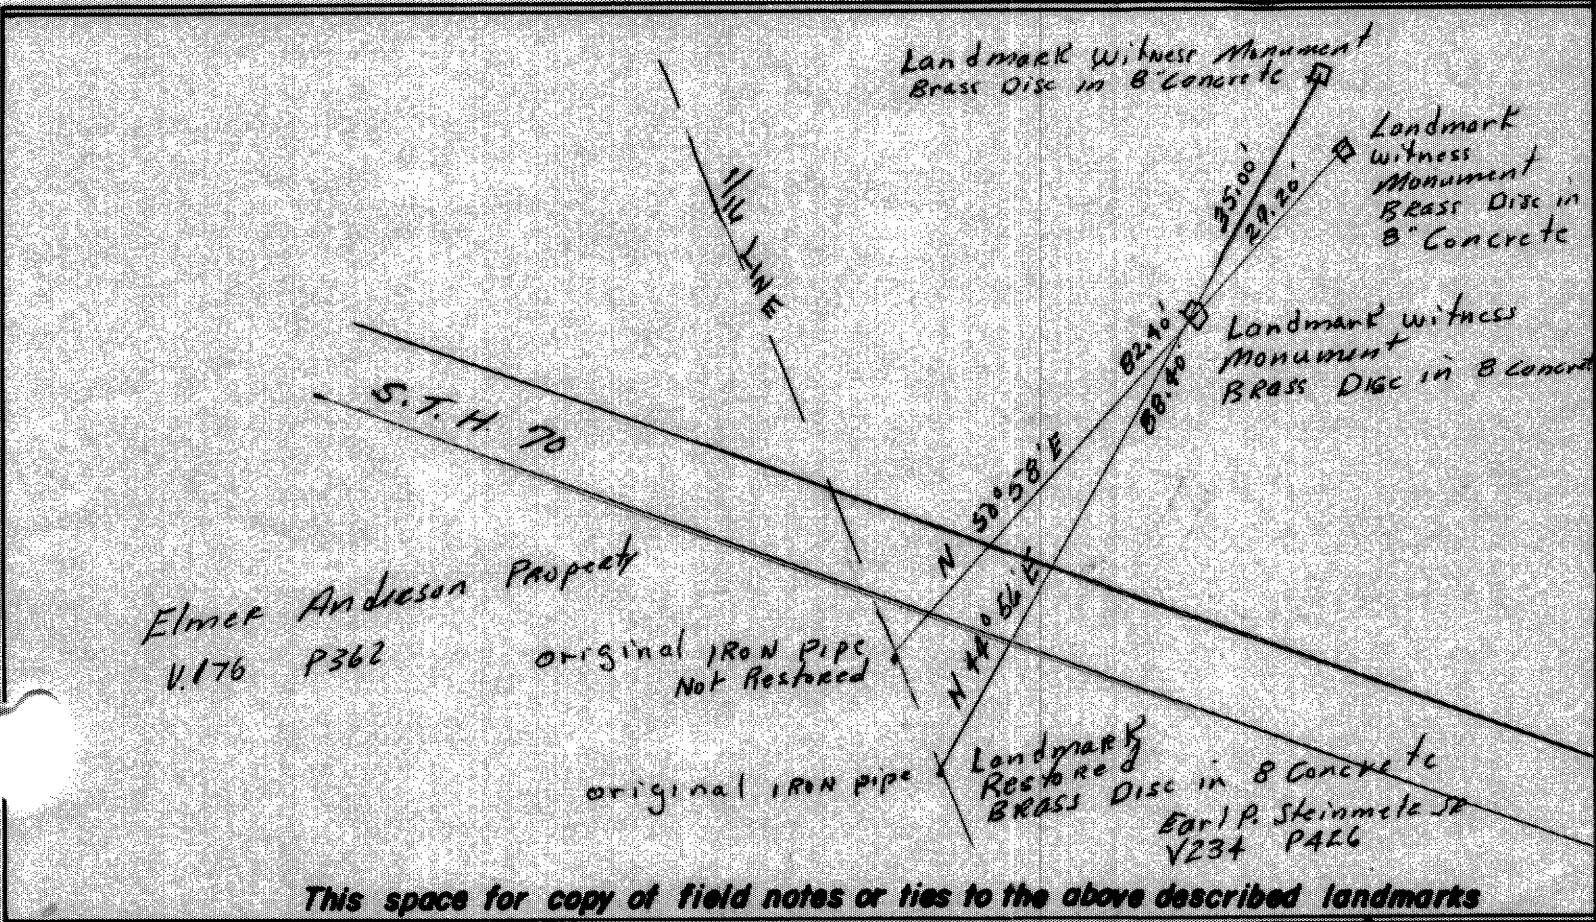 Landmark Witness Monument
Brass Disc in 8" Concrete
Landmark
witness
Monument
BRASS Disc in
8" Concrete
35.00'
29.20'
1/16 LINE
82.40'
88.40'
Landmark witness
Monument
BRASS Disc in 8 Concret
S.T.H 70
N 50° 58' E
N 44° 56' E
Elmer Anderson Property
V.176 P362
original IRON PIPE
Not Restored
original IRON pipe
Landmark
Restored
BRASS Disc in 8 Concrete
Earl P. Steinmetz SR
V234 P426
This space for copy of field notes or ties to the above described landmarks